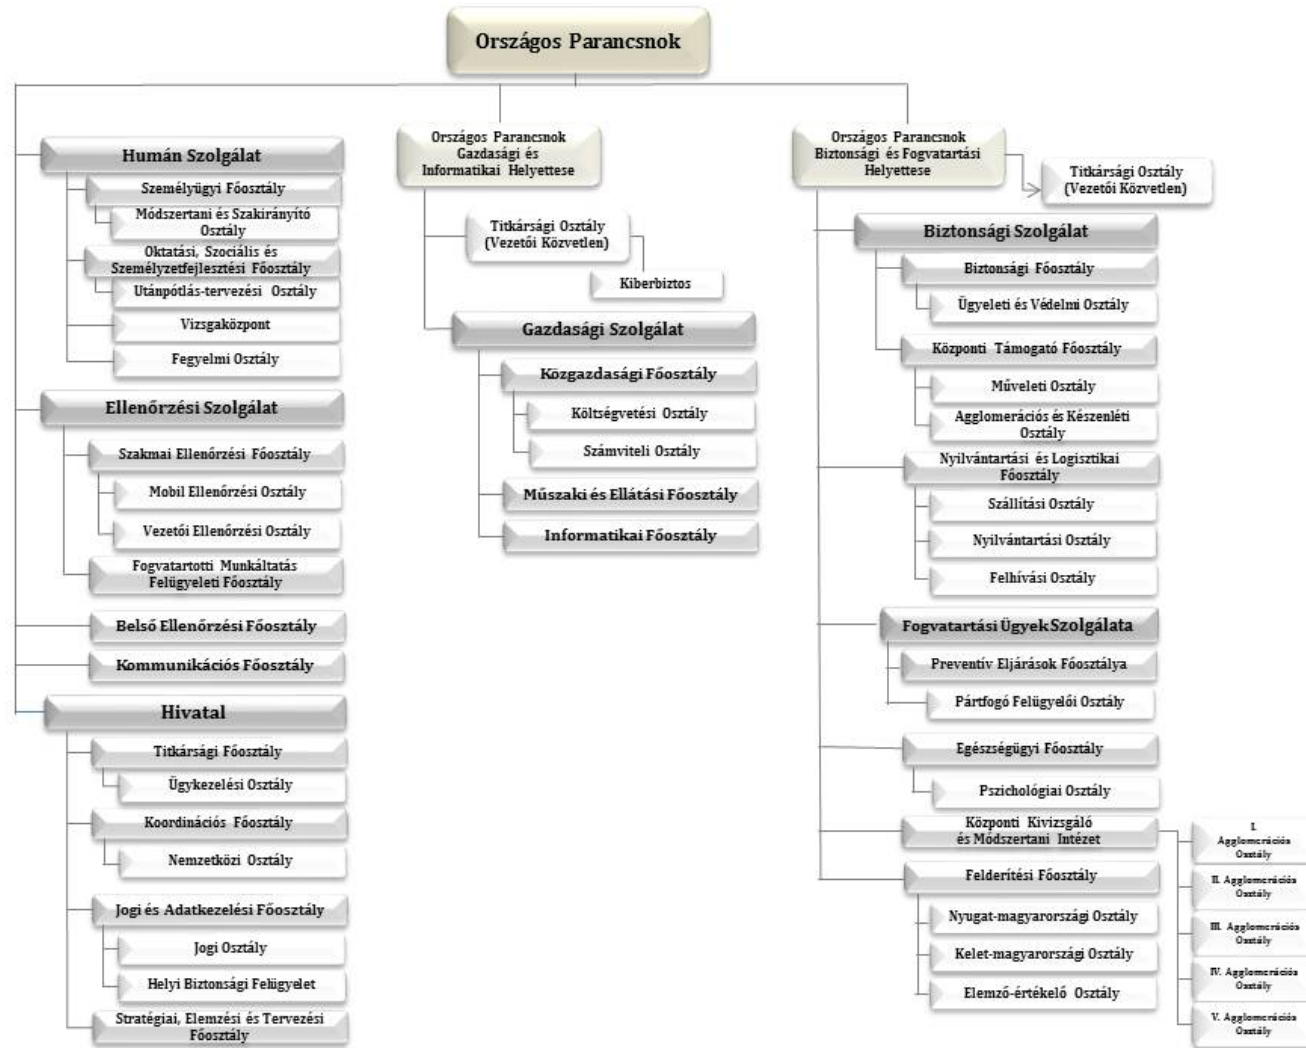 Országos Parancsnok
Humán Szolgálat
Személyügyi Főosztály
Módszertani és Szakirányító
Osztály
Oktatási, Szociális és
Személyzetfejlesztési Főosztály
Utánpótlás-tervezési Osztály
Vizsgaközpont
Fegyelmi Osztály
Ellenőrzési Szolgálat
Szakmai Ellenőrzési Főosztály
Mobil Ellenőrzési Osztály
Vezetői Ellenőrzési Osztály
Fogvatartotti Munkáltatás
Felügyeleti Főosztály
Belső Ellenőrzési Főosztály
Kommunikációs Főosztály
Hivatal
Titkársági Főosztály
Ügykezelési Osztály
Koordinációs Főosztály
Nemzetközi Osztály
Jogi és Adatkezelési Főosztály
Jogi Osztály
Helyi Biztonsági Felügyelet
Stratégiai, Elemzési és Tervezési
Főosztály
Országos Parancsnok
Gazdasági és
Informatikai Helyettese
Titkársági Osztály
(Vezetői Közvetlen)
Kiberbiztos
Gazdasági Szolgálat
Közgazdasági Főosztály
Költségvetési Osztály
Számviteli Osztály
Műszaki és Ellátási Főosztály
Informatikai Főosztály
Országos Parancsnok
Biztonsági és Fogvatartási
Helyettese
Titkársági Osztály
(Vezetői Közvetlen)
Biztonsági Szolgálat
Biztonsági Főosztály
Ügyeleti és Védelmi Osztály
Központi Támogató Főosztály
Műveleti Osztály
Agglomerációs és Készenléti
Osztály
Nyilvántartási és Logisztikai
Főosztály
Szállítási Osztály
Nyilvántartási Osztály
Felhívási Osztály
Fogvatartási Ügyek Szolgálata
Preventív Eljárások Főosztálya
Pártfogó Felügyelői Osztály
Egészségügyi Főosztály
Pszichológiai Osztály
Központi Kivizsgáló
és Módszertani Intézet
I.
Agglomerációs
Osztály
II. Agglomerációs
Osztály
III. Agglomerációs
Osztály
IV. Agglomerációs
Osztály
V. Agglomerációs
Osztály
Felderítési Főosztály
Nyugat-magyarországi Osztály
Kelet-magyarországi Osztály
Elemző-értékelő Osztály